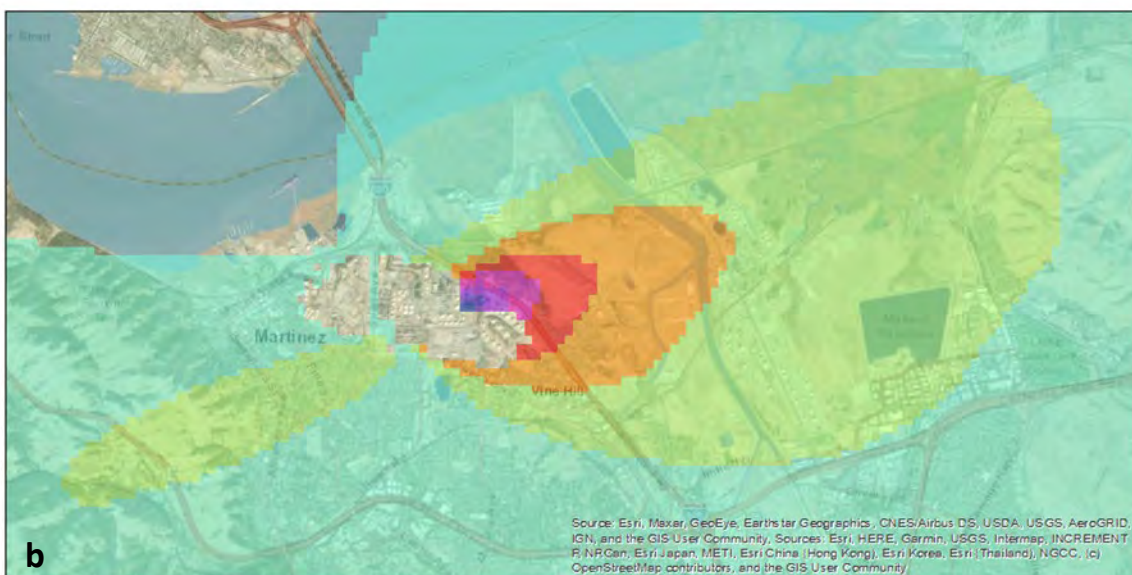 Martinez
Vine Hill
b
Source: Esri, Maxar, GeoEye, Earthstar Geographics, CNES/Airbus DS, USDA, USGS, AeroGRID,
IGN, and the GIS User Community, Sources: Esri, HERE, Garmin, USGS, Intermap, INCREMENT
P, NRCan, Esri Japan, METI, Esri China (Hong Kong), Esri Korea, Esri (Thailand), NGCC, (c)
OpenStreetMap contributors, and the GIS User Community